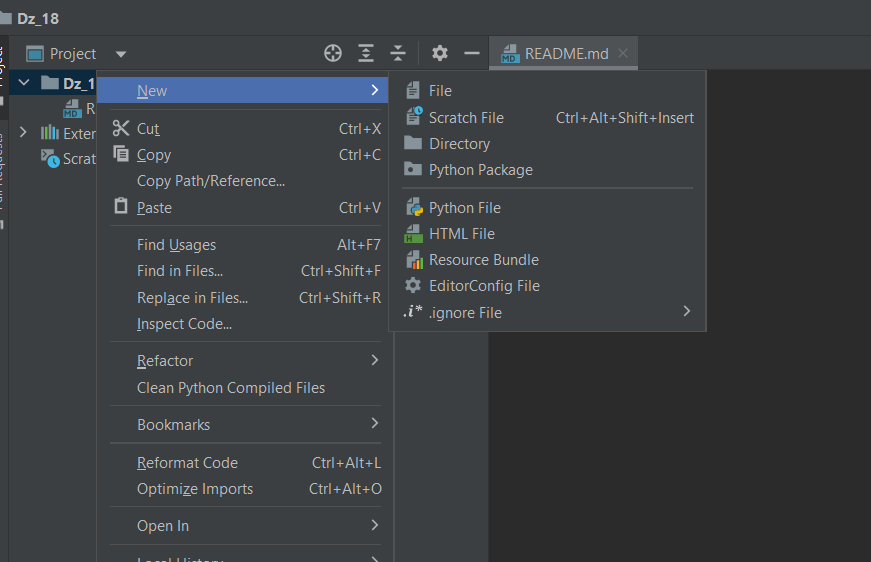 Dz_18
Project
README.md
Dz_1
R
Exter
Scrat
New
Cut Ctrl+X
Copy Ctrl+C
Copy Path/Reference...
Paste Ctrl+V
Find Usages Alt+F7
Find in Files... Ctrl+Shift+F
Replace in Files... Ctrl+Shift+R
Inspect Code...
Refactor
Clean Python Compiled Files
Bookmarks
Reformat Code Ctrl+Alt+L
Optimize Imports Ctrl+Alt+O
Open In
Local History
File
Scratch File Ctrl+Alt+Shift+Insert
Directory
Python Package
Python File
HTML File
Resource Bundle
EditorConfig File
.i* .ignore File